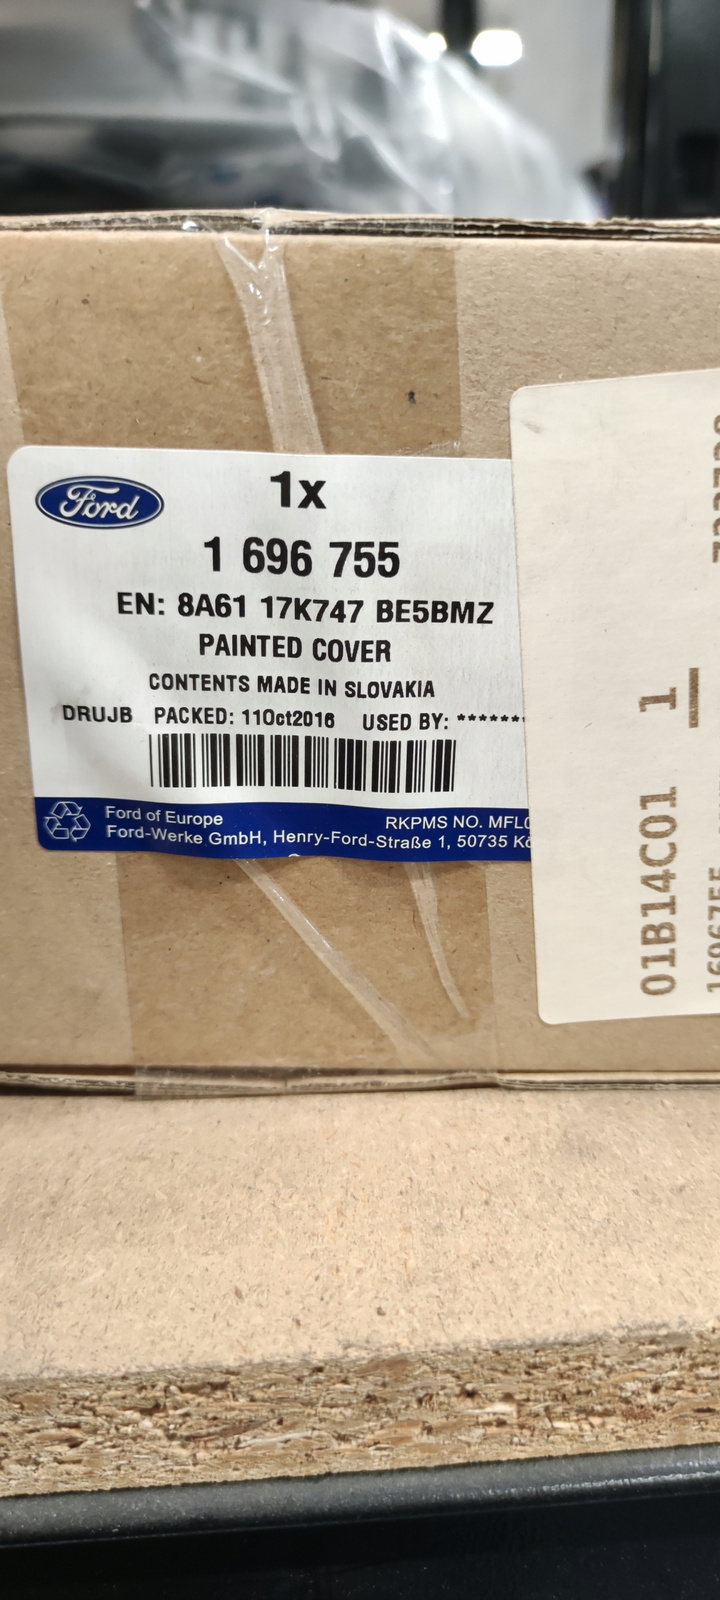 Ford
1x
1 696 755
EN: 8A61 17K747 BE5BMZ
PAINTED COVER
CONTENTS MADE IN SLOVAKIA
DRUJB PACKED: 11Oct2016 USED BY: *******
Ford of Europe
RKPMS NO.
Ford-Werke GmbH, Henry-Ford-Straße 1, 50735
01B14C01 1
1696755